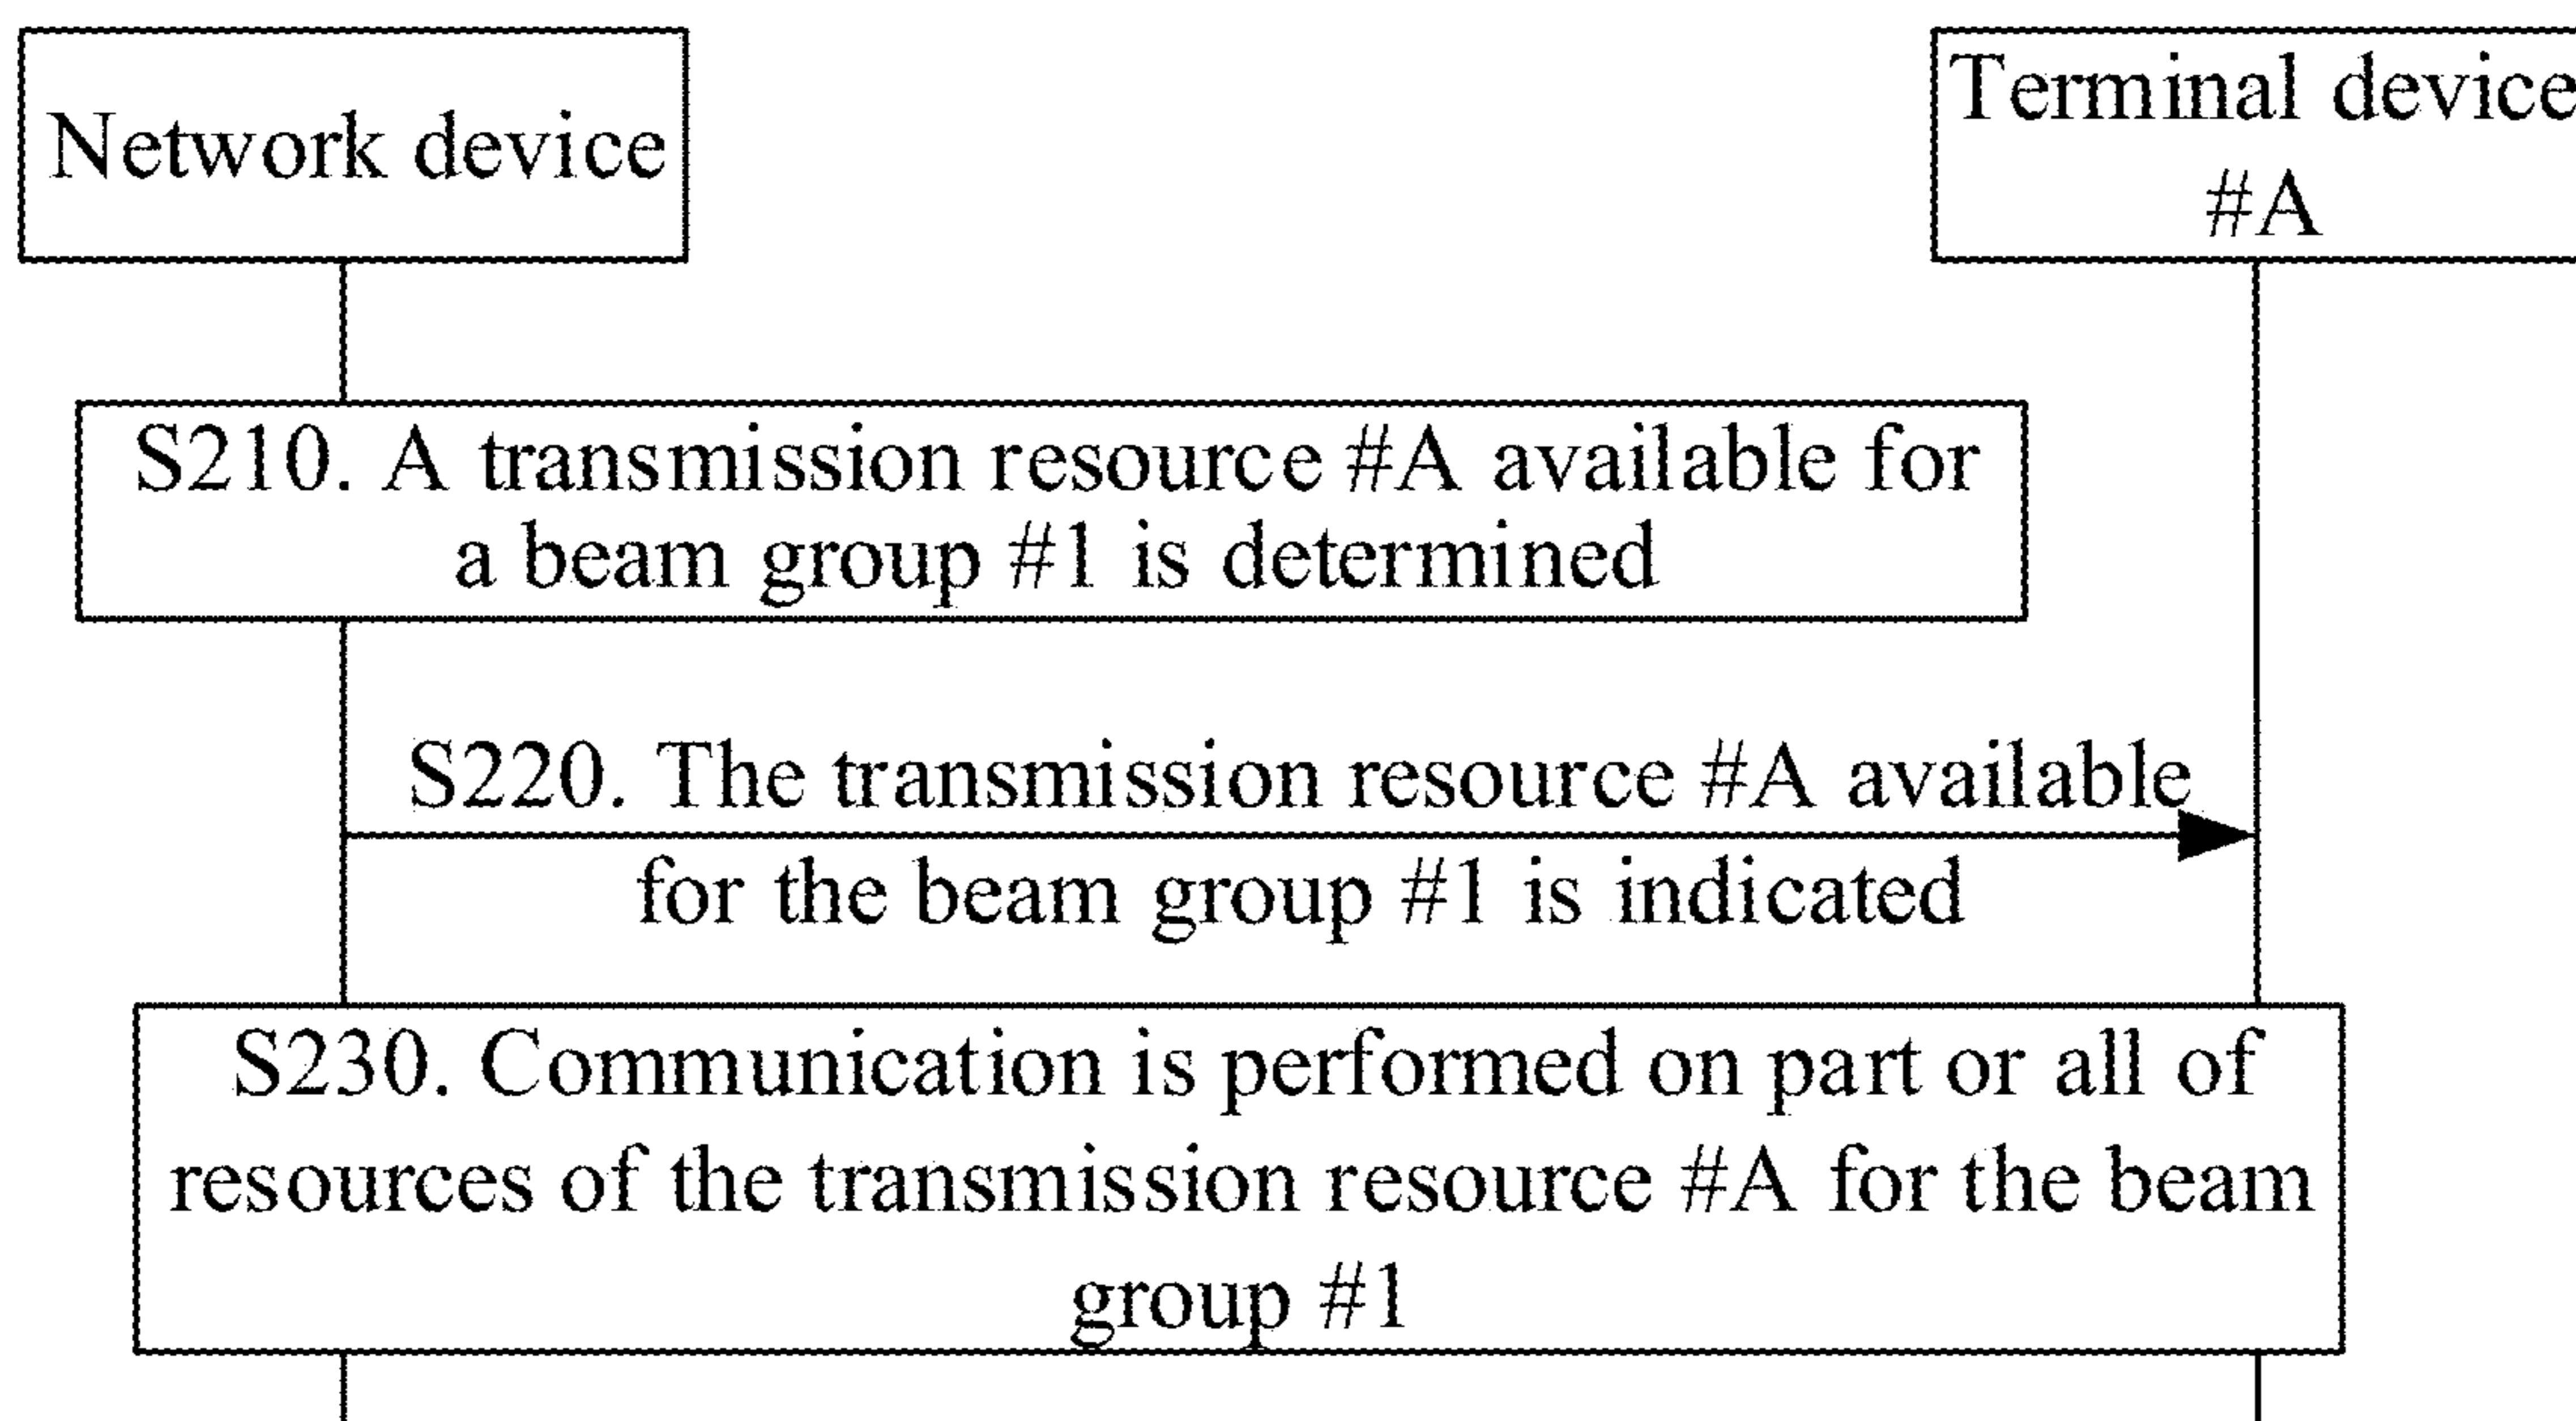 Network device
Terminal device
#A
S210. A transmission resource #A available for
a beam group #1 is determined
S220. The transmission resource #A available
for the beam group #1 is indicated
S230. Communication is performed on part or all of
resources of the transmission resource #A for the beam
group #1